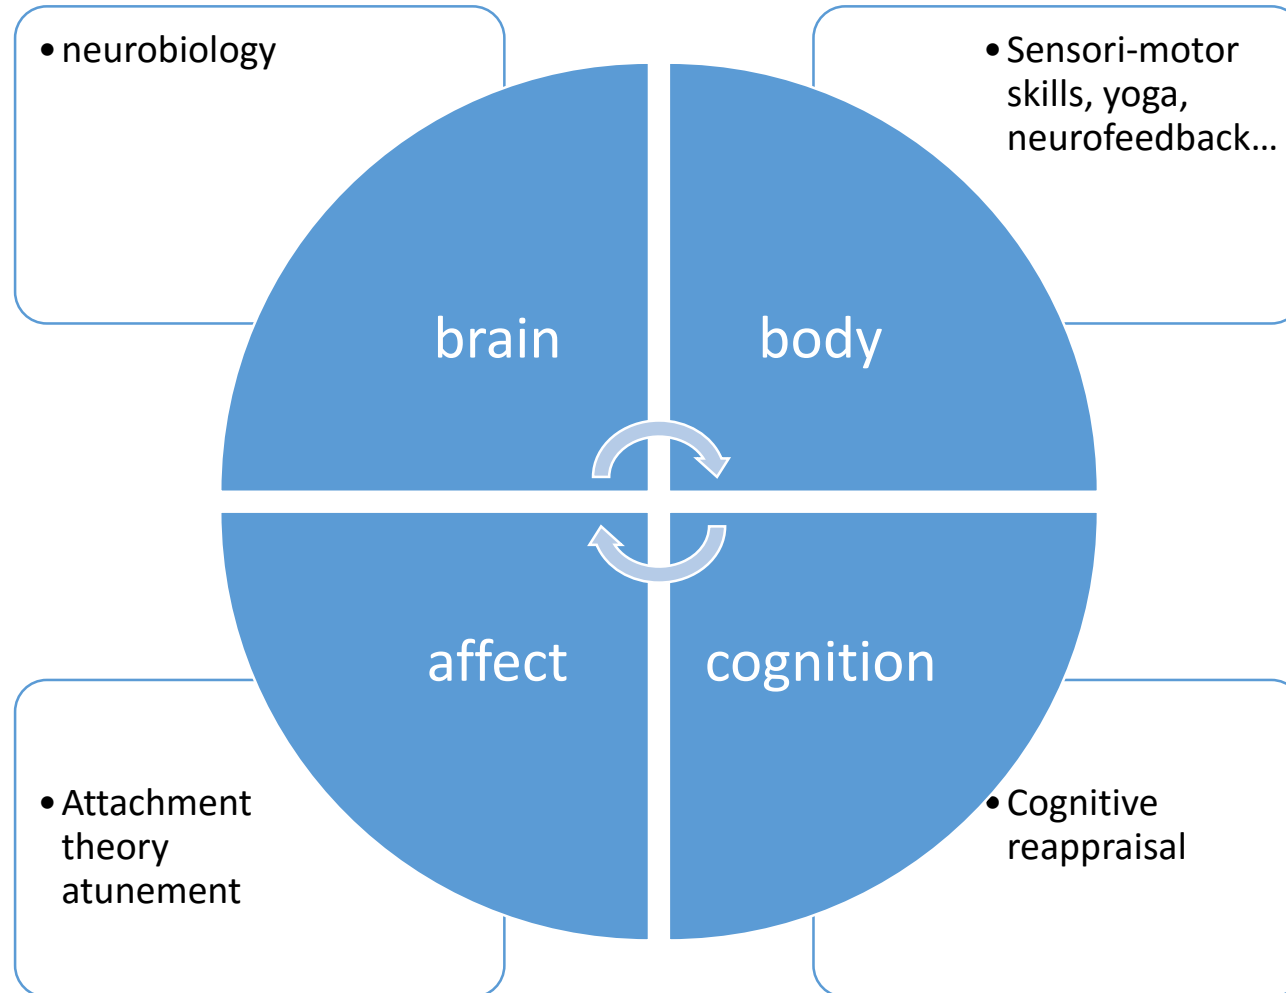 • neurobiology
• Sensori-motor
skills, yoga,
neurofeedback…
brain
body
affect
cognition
• Attachment
theory
atunement
• Cognitive
reappraisal